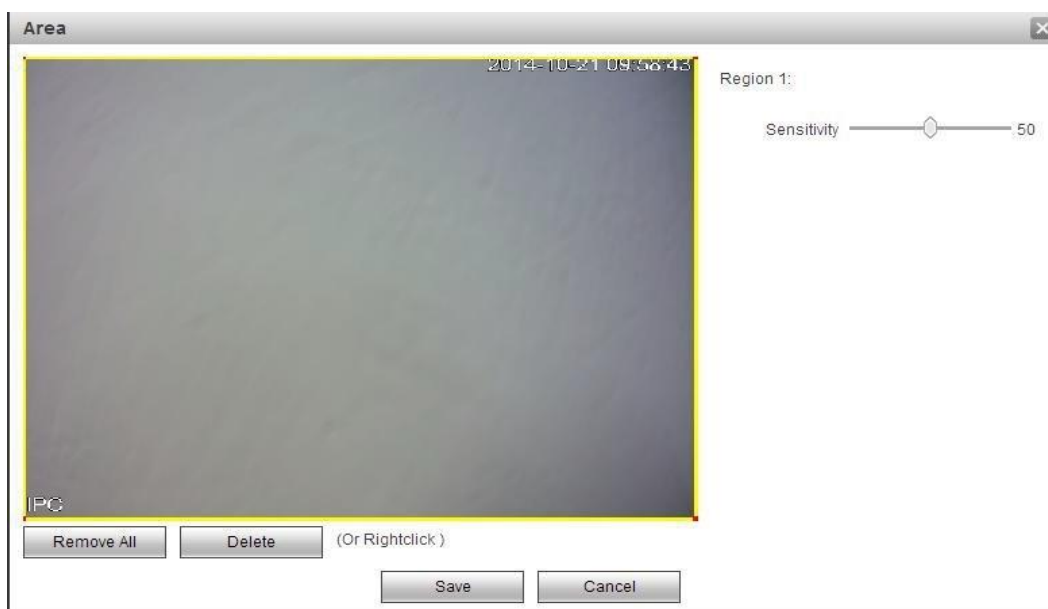 Area
2014-10-21 09:58:43
Region 1:
Sensitivity 50
IPC
Remove All Delete (Or Rightclick )
Save Cancel